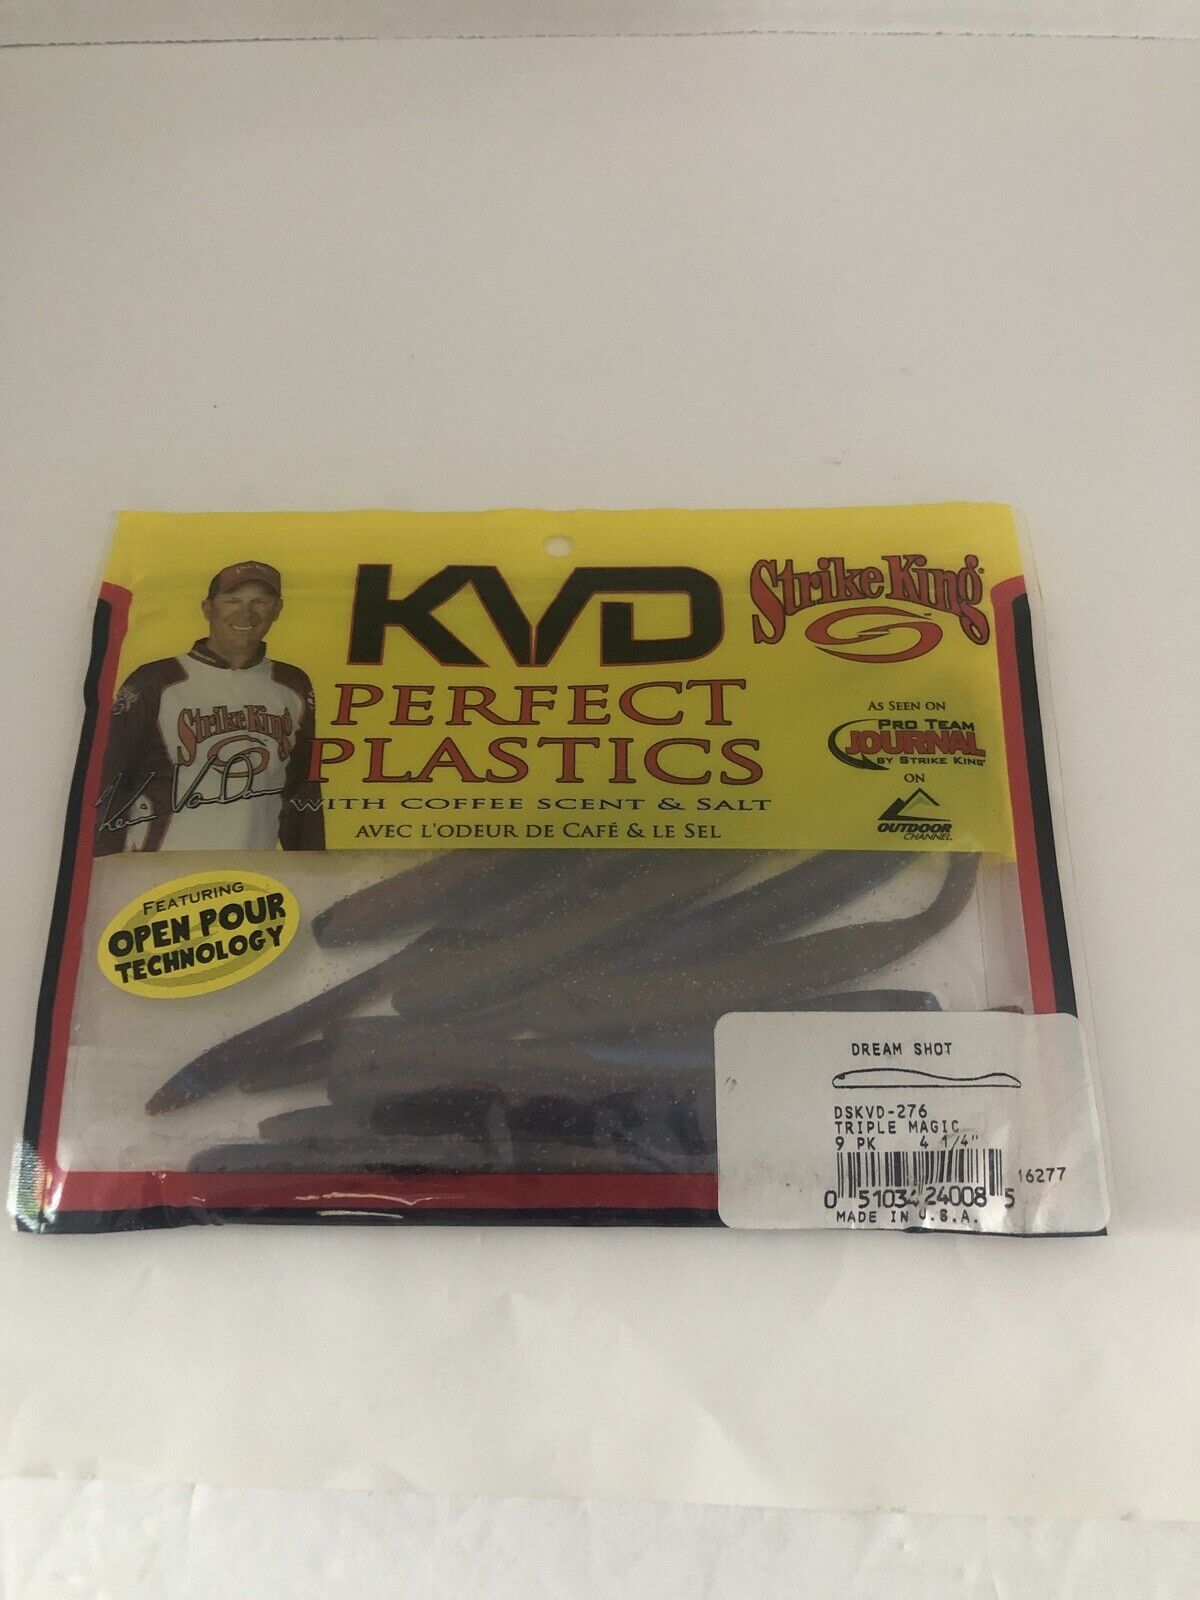 KVD
PERFECT
PLASTICS
WITH COFFEE SCENT & SALT
AVEC L'ODEUR DE CAFÉ & LE SEL
Strike King
AS SEEN ON
PRO TEAM
JOURNAL
BY STRIKE KING
ON
OUTDOOR
CHANNEL
Strike King
Kevin VanDam
FEATURING
OPEN POUR
TECHNOLOGY
DREAM SHOT
DSKVD-276
TRIPLE MAGIC
9 PK 4 1/4"
16277
0 51034 24008 5
MADE IN U.S.A.